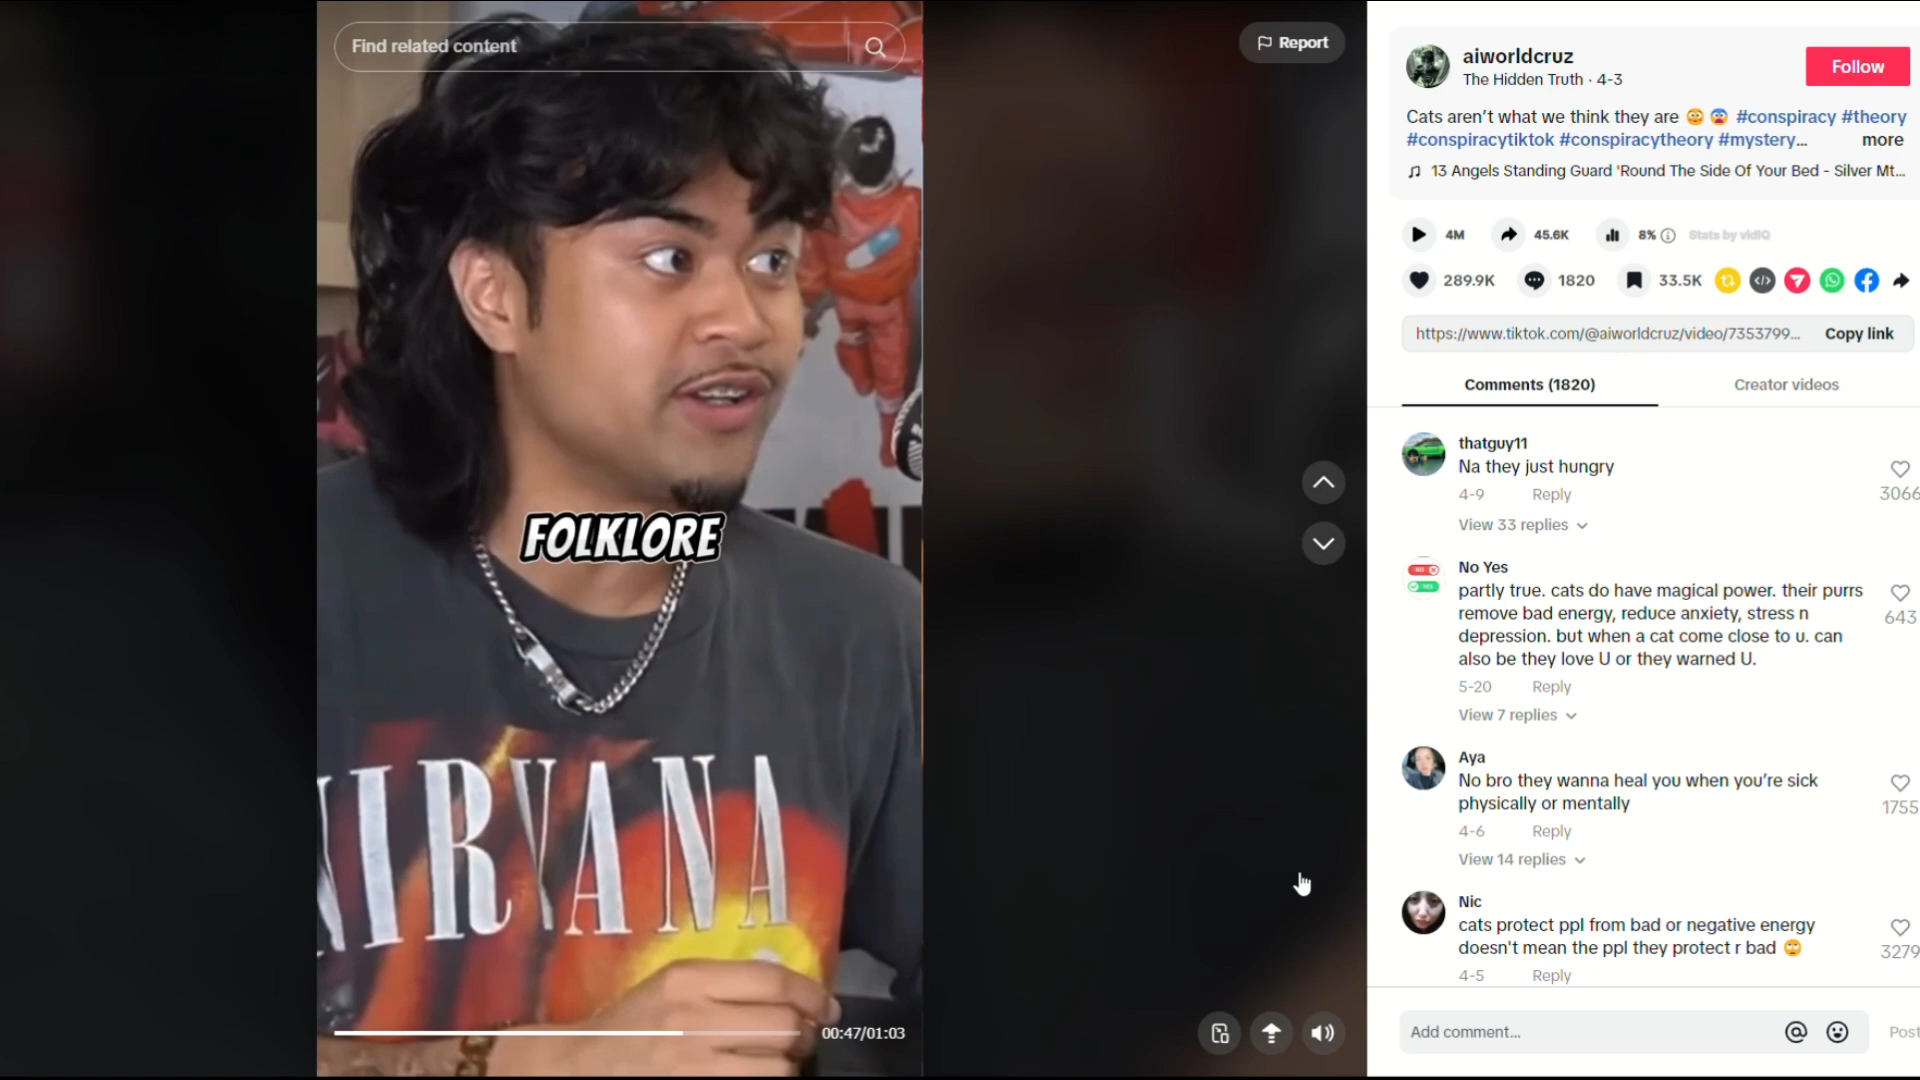 Find related content
Report
FOLKLORE
NIRVANA
00:47/01:03
aiworldcruz
The Hidden Truth · 4-3
Follow
Cats aren't what we think they are 😳 😨 #conspiracy #theory
#conspiracytiktok #conspiracytheory #mystery... more
13 Angels Standing Guard 'Round The Side Of Your Bed - Silver Mt...
4M 45.6K 8% Stats by vidIQ
289.9K 1820 33.5K
https://www.tiktok.com/@aiworldcruz/video/7353799... Copy link
Comments (1820) Creator videos
thatguy11
Na they just hungry
4-9 Reply 3066
View 33 replies
No Yes
partly true. cats do have magical power. their purrs
remove bad energy, reduce anxiety, stress n
depression. but when a cat come close to u. can
also be they love U or they warned U.
643
5-20 Reply
View 7 replies
Aya
No bro they wanna heal you when you're sick
physically or mentally
1755
4-6 Reply
View 14 replies
Nic
cats protect ppl from bad or negative energy
doesn't mean the ppl they protect r bad 🙄
3279
4-5 Reply
Add comment... Post